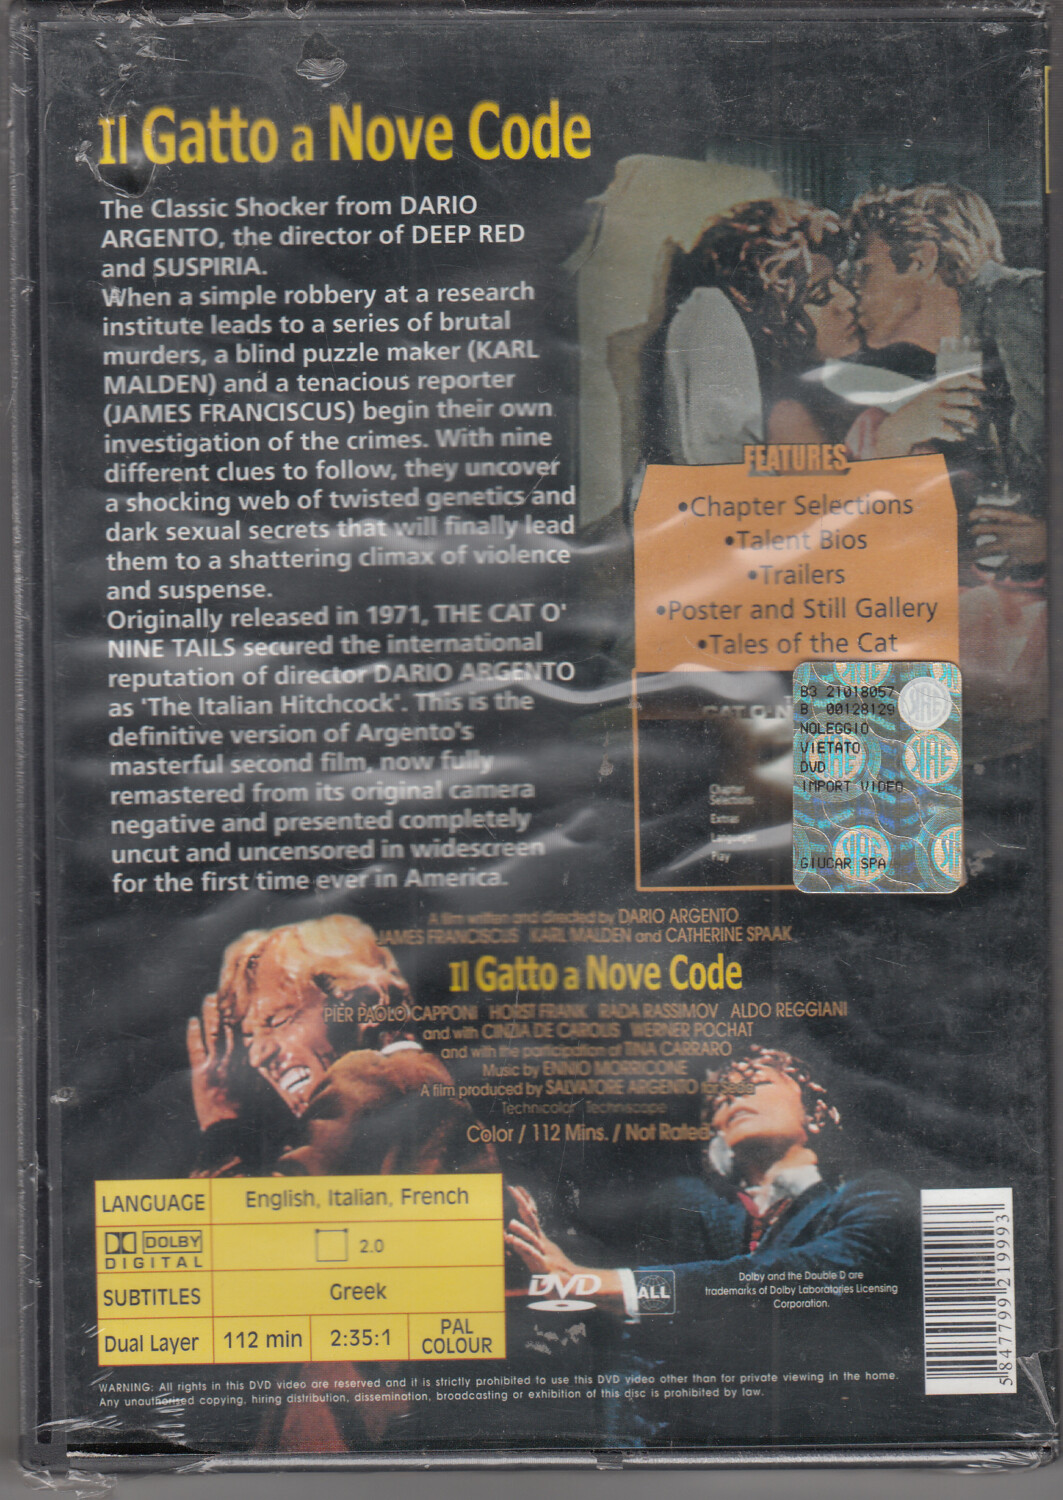 Il Gatto a Nove Code
The Classic Shocker from DARIO
ARGENTO, the director of DEEP RED
and SUSPIRIA.
When a simple robbery at a research
institute leads to a series of brutal
murders, a blind puzzle maker (KARL
MALDEN) and a tenacious reporter
(JAMES FRANCISCUS) begin their own
investigation of the crimes. With nine
different clues to follow, they uncover
a shocking web of twisted genetics and
dark sexual secrets that will finally lead
them to a shattering climax of violence
and suspense.
Originally released in 1971, THE CAT O'
NINE TAILS secured the international
reputation of director DARIO ARGENTO
as 'The Italian Hitchcock'. This is the
definitive version of Argento's
masterful second film, now fully
remastered from its original camera
negative and presented completely
uncut and uncensored in widescreen
for the first time ever in America.
FEATURES
•Chapter Selections
•Talent Bios
•Trailers
•Poster and Still Gallery
•Tales of the Cat
CAT O. N
Chapter
Selections
Extras
Languages
Play
B3 21018057
B 00128129
NOLEGGIO
VIETATO
DVD
IMPORT VIDEO
GIUCAR SPA
A film written and directed by DARIO ARGENTO
JAMES FRANCISCUS KARL MALDEN and CATHERINE SPAAK
Il Gatto a Nove Code
PIER PAOLO CAPPONI HORST FRANK RADA RASSIMOV ALDO REGGIANI
and with CINZIA DE CAROLIS WERNER POCHAT
and with the participation of TINA CARRARO
Music by ENNIO MORRICONE
A film produced by SALVATORE ARGENTO for Seda
Technicolor Techniscope
Color / 112 Mins. / Not Rated
LANGUAGE English, Italian, French
DOLBY DIGITAL 2.0
SUBTITLES Greek
Dual Layer 112 min 2:35:1 PAL COLOUR
DVD
ALL
Dolby and the Double D are
trademarks of Dolby Laboratories Licensing
Corporation.
5 847799 219993
WARNING: All rights in this DVD video are reserved and it is strictly prohibited to use this DVD video other than for private viewing in the home.
Any unauthorised copying, hiring distribution, dissemination, broadcasting or exhibition of this disc is prohibited by law.